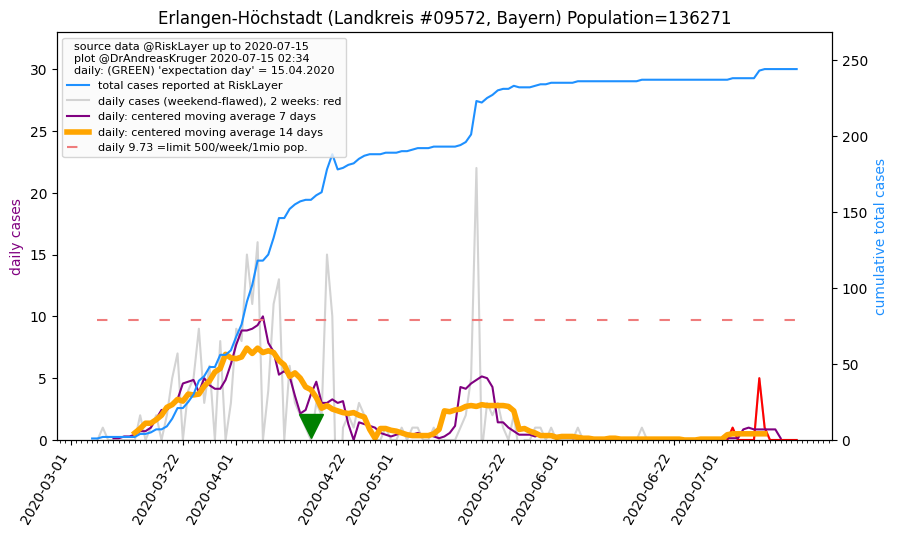 Erlangen-Höchstadt (Landkreis #09572, Bayern) Population=136271
source data @RiskLayer up to 2020-07-15
plot @DrAndreasKruger 2020-07-15 02:34
daily: (GREEN) 'expectation day' = 15.04.2020
total cases reported at RiskLayer
daily cases (weekend-flawed), 2 weeks: red
daily: centered moving average 7 days
daily: centered moving average 14 days
daily 9.73 =limit 500/week/1mio pop.
daily cases
30
25
20
15
10
5
0
cumulative total cases
250
200
150
100
50
0
2020-03-01
2020-03-22
2020-04-01
2020-04-22
2020-05-01
2020-05-22
2020-06-01
2020-06-22
2020-07-01